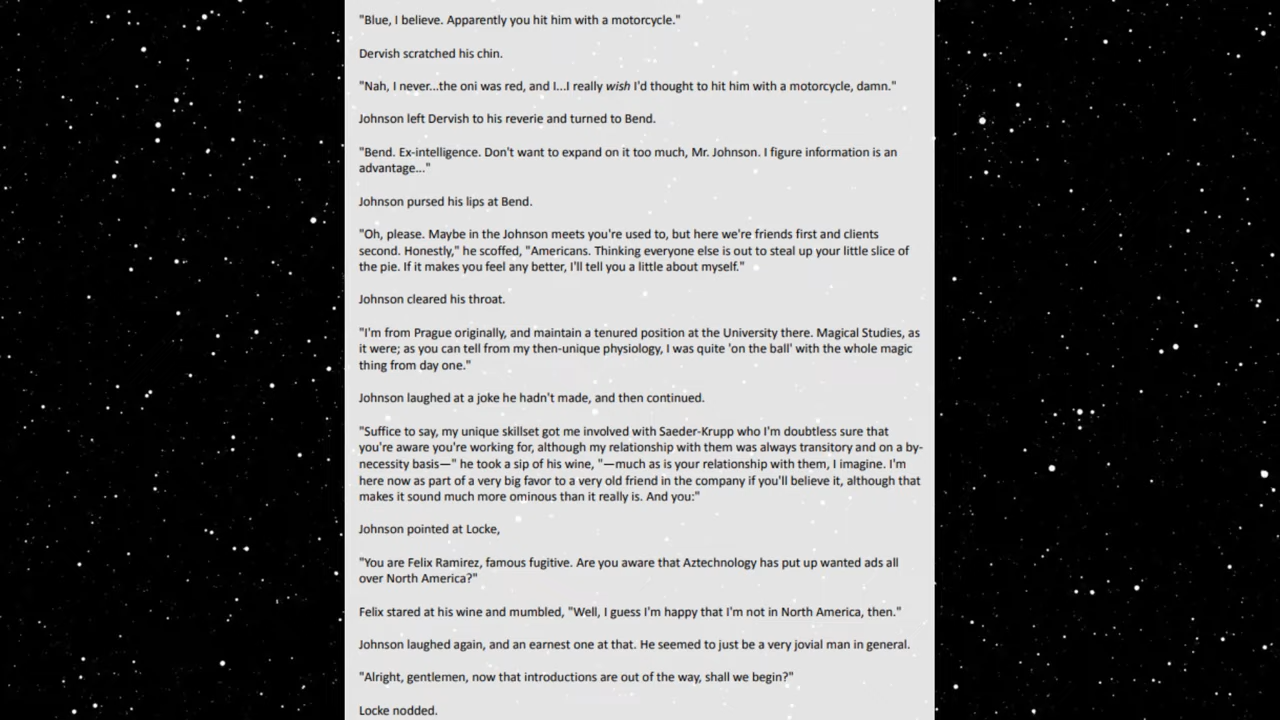 "Blue, I believe. Apparently you hit him with a motorcycle."
Dervish scratched his chin.
"Nah, I never...the oni was red, and I...I really wish I'd thought to hit him with a motorcycle, damn."
Johnson left Dervish to his reverie and turned to Bend.
"Bend. Ex-intelligence. Don't want to expand on it too much, Mr. Johnson. I figure information is an
advantage..."
Johnson pursed his lips at Bend.
"Oh, please. Maybe in the Johnson meets you're used to, but here we're friends first and clients
second. Honestly," he scoffed, "Americans. Thinking everyone else is out to steal up your little slice of
the pie. If it makes you feel any better, I'll tell you a little about myself."
Johnson cleared his throat.
"I'm from Prague originally, and maintain a tenured position at the University there. Magical Studies, as
it were; as you can tell from my then-unique physiology, I was quite 'on the ball' with the whole magic
thing from day one."
Johnson laughed at a joke he hadn't made, and then continued.
"Suffice to say, my unique skillset got me involved with Saeder-Krupp who I'm doubtless sure that
you're aware you're working for, although my relationship with them was always transitory and on a by-
necessity basis—" he took a sip of his wine, "—much as is your relationship with them, I imagine. I'm
here now as part of a very big favor to a very old friend in the company if you'll believe it, although that
makes it sound much more ominous than it really is. And you:"
Johnson pointed at Locke,
"You are Felix Ramirez, famous fugitive. Are you aware that Aztechnology has put up wanted ads all
over North America?"
Felix stared at his wine and mumbled, "Well, I guess I'm happy that I'm not in North America, then."
Johnson laughed again, and an earnest one at that. He seemed to just be a very jovial man in general.
"Alright, gentlemen, now that introductions are out of the way, shall we begin?"
Locke nodded.